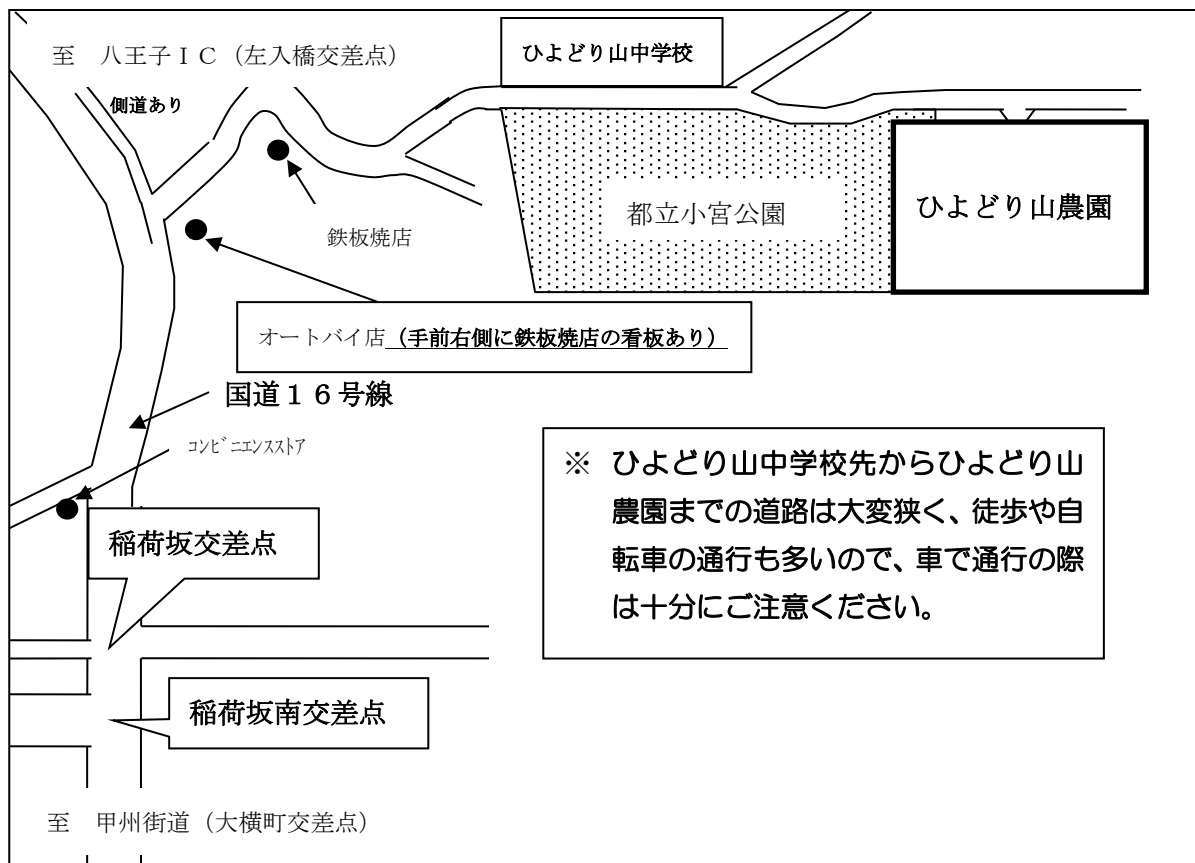 至　八王子ＩＣ（左入橋交差点）
ひよどり山中学校
側道あり
都立小宮公園
ひよどり山農園
鉄板焼店
オートバイ店（手前右側に鉄板焼店の看板あり）
国道１６号線
ｺﾝﾋﾞﾆｴﾝｽｽﾄｱ
※　ひよどり山中学校先からひよどり山
農園までの道路は大変狭く、徒歩や自
転車の通行も多いので、車で通行の際
は十分にご注意ください。
稲荷坂交差点
稲荷坂南交差点
至　甲州街道（大横町交差点）